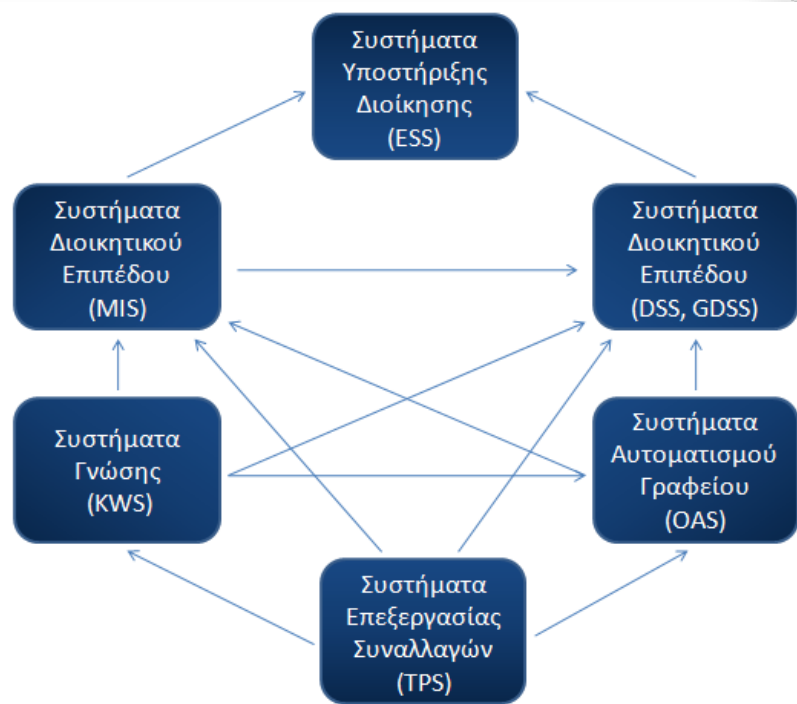 Συστήματα
Υποστήριξης
Διοίκησης
(ESS)
Συστήματα
Διοικητικού
Επιπέδου
(MIS)
Συστήματα
Διοικητικού
Επιπέδου
(DSS, GDSS)
Συστήματα
Γνώσης
(KWS)
Συστήματα
Αυτοματισμού
Γραφείου
(OAS)
Συστήματα
Επεξεργασίας
Συναλλαγών
(TPS)